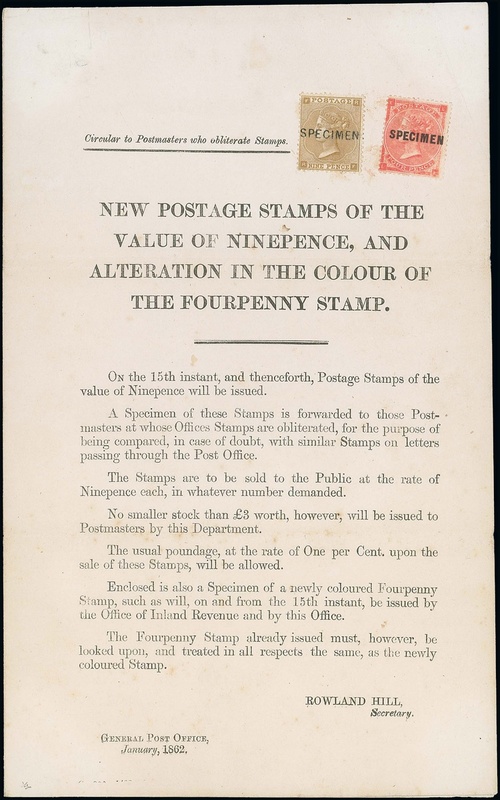 Circular to Postmasters who obliterate Stamps.
POSTAGE
SPECIMEN
NINE PENCE
POSTAGE
SPECIMEN
FOUR PENCE
NEW POSTAGE STAMPS OF THE
VALUE OF NINEPENCE, AND
ALTERATION IN THE COLOUR OF
THE FOURPENNY STAMP.
On the 15th instant, and thenceforth, Postage Stamps of the
value of Ninepence will be issued.
A Specimen of these Stamps is forwarded to those Post-
masters at whose Offices Stamps are obliterated, for the purpose of
being compared, in case of doubt, with similar Stamps on letters
passing through the Post Office.
The Stamps are to be sold to the Public at the rate of
Ninepence each, in whatever number demanded.
No smaller stock than £3 worth, however, will be issued to
Postmasters by this Department.
The usual poundage, at the rate of One per Cent. upon the
sale of these Stamps, will be allowed.
Enclosed is also a Specimen of a newly coloured Fourpenny
Stamp, such as will, on and from the 15th instant, be issued by
the Office of Inland Revenue and by this Office.
The Fourpenny Stamp already issued must, however, be
looked upon, and treated in all respects the same, as the newly
coloured Stamp.
ROWLAND HILL,
Secretary.
General Post Office,
January, 1862.